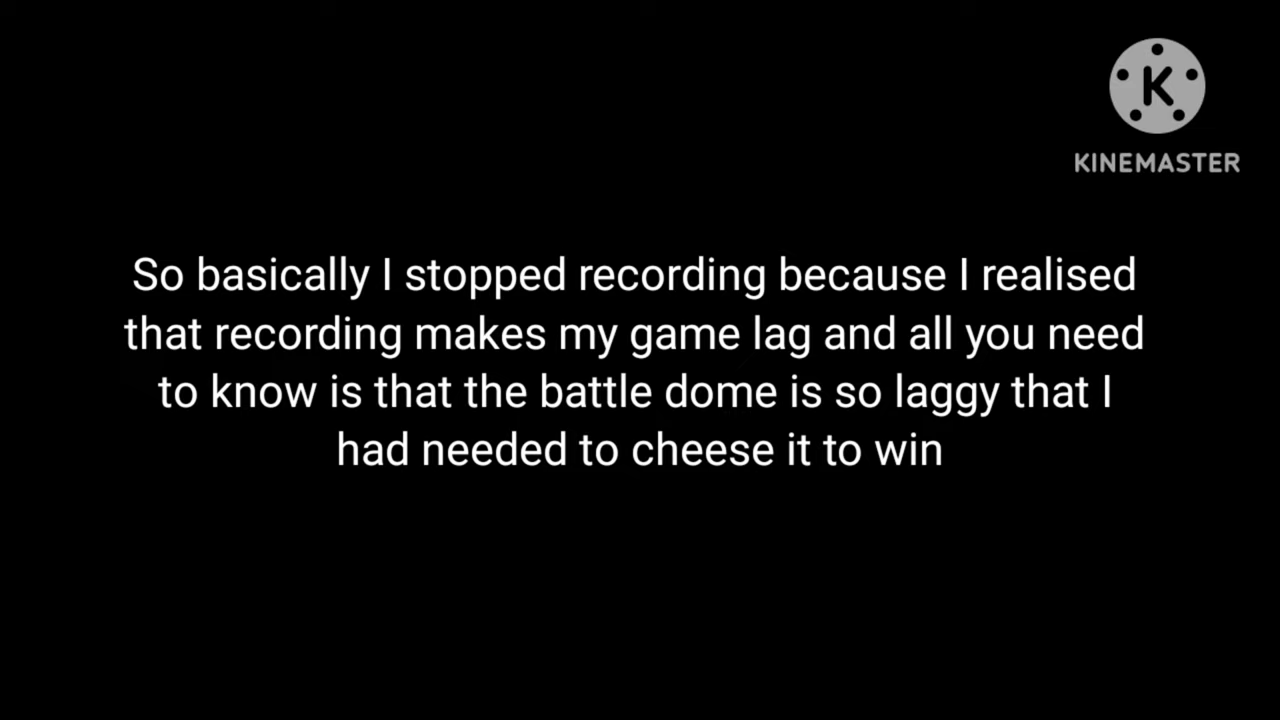 K
KINEMASTER
So basically I stopped recording because I realised
that recording makes my game lag and all you need
to know is that the battle dome is so laggy that I
had needed to cheese it to win